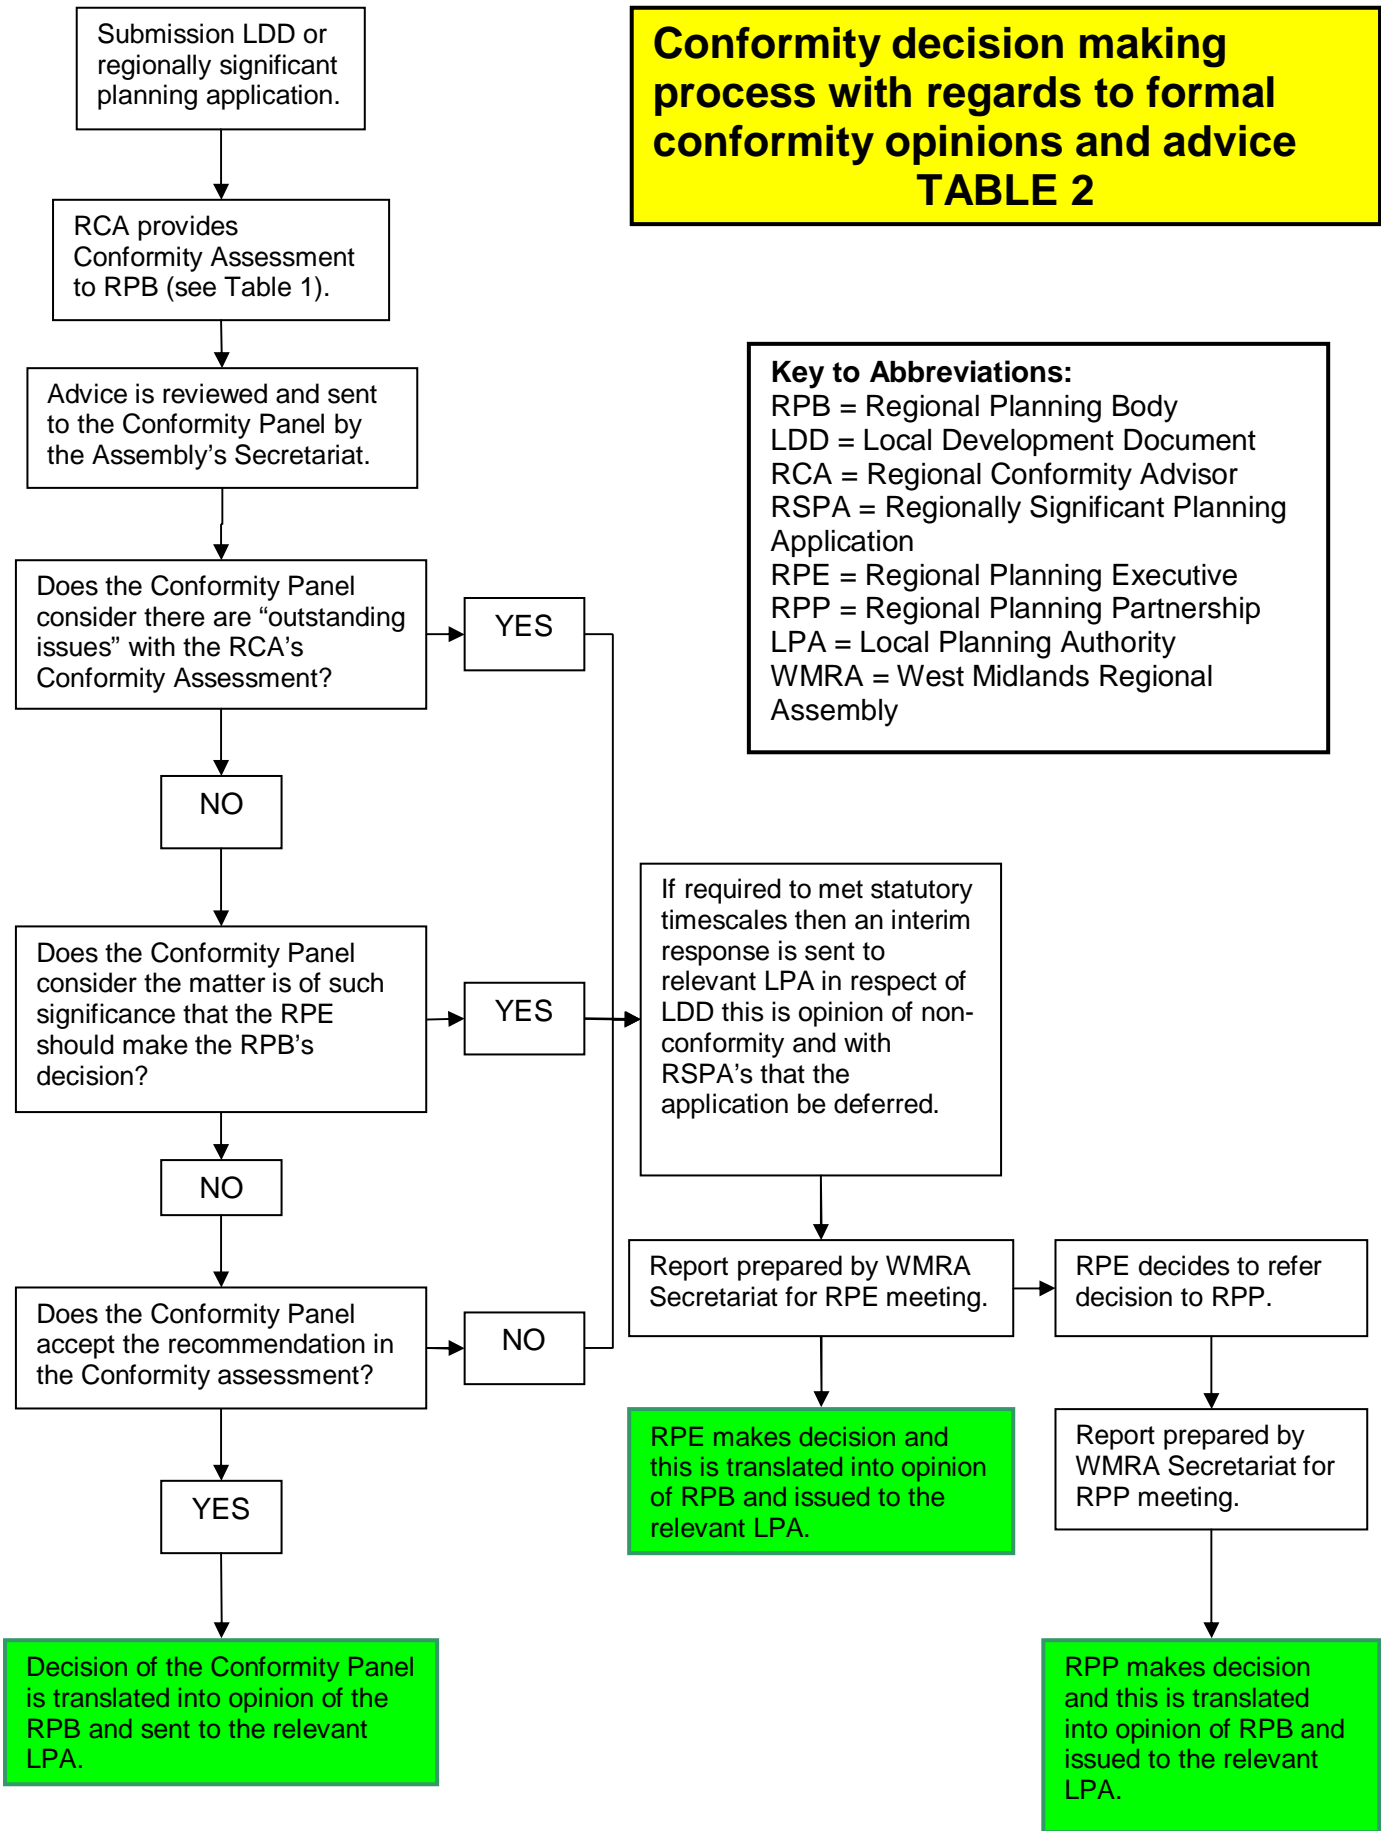 Submission LDD or
regionally significant
planning application.
Conformity decision making
process with regards to formal
conformity opinions and advice
TABLE 2
RCA provides
Conformity Assessment
to RPB (see Table 1).
Key to Abbreviations:
RPB = Regional Planning Body
LDD = Local Development Document
RCA = Regional Conformity Advisor
RSPA = Regionally Significant Planning
Application
RPE = Regional Planning Executive
RPP = Regional Planning Partnership
LPA = Local Planning Authority
WMRA = West Midlands Regional
Assembly
Advice is reviewed and sent
to the Conformity Panel by
the Assembly’s Secretariat.
Does the Conformity Panel
consider there are “outstanding
issues” with the RCA’s
Conformity Assessment?
YES
NO
Does the Conformity Panel
consider the matter is of such
significance that the RPE
should make the RPB’s
decision?
YES
If required to met statutory
timescales then an interim
response is sent to
relevant LPA in respect of
LDD this is opinion of non-
conformity and with
RSPA’s that the
application be deferred.
NO
Does the Conformity Panel
accept the recommendation in
the Conformity assessment?
NO
Report prepared by WMRA
Secretariat for RPE meeting.
RPE decides to refer
decision to RPP.
YES
RPE makes decision and
this is translated into opinion
of RPB and issued to the
relevant LPA.
Report prepared by
WMRA Secretariat for
RPP meeting.
Decision of the Conformity Panel
is translated into opinion of the
RPB and sent to the relevant
LPA.
RPP makes decision
and this is translated
into opinion of RPB and
issued to the relevant
LPA.